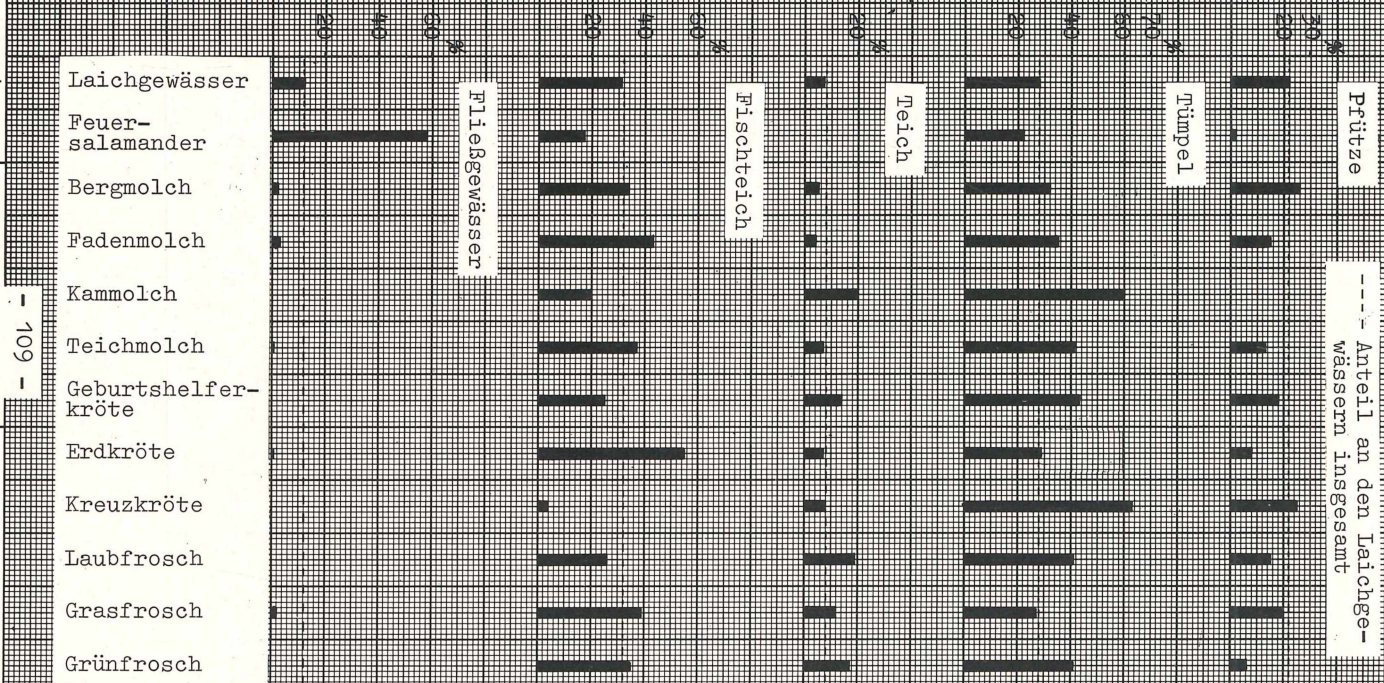 20 40 60 %
20 40 60 %
20 %
20 40 60 70 %
20 30 %
Laichgewässer
Feuer-
salamander
Bergmolch
Fadenmolch
Kammolch
Teichmolch
Geburtshelfer-
kröte
Erdkröte
Kreuzkröte
Laubfrosch
Grasfrosch
Grünfrosch
Fließgewässer
Fischteich
Teich
Tümpel
Pfütze
---- Anteil an den Laichge-
wässern insgesamt
- 109 -